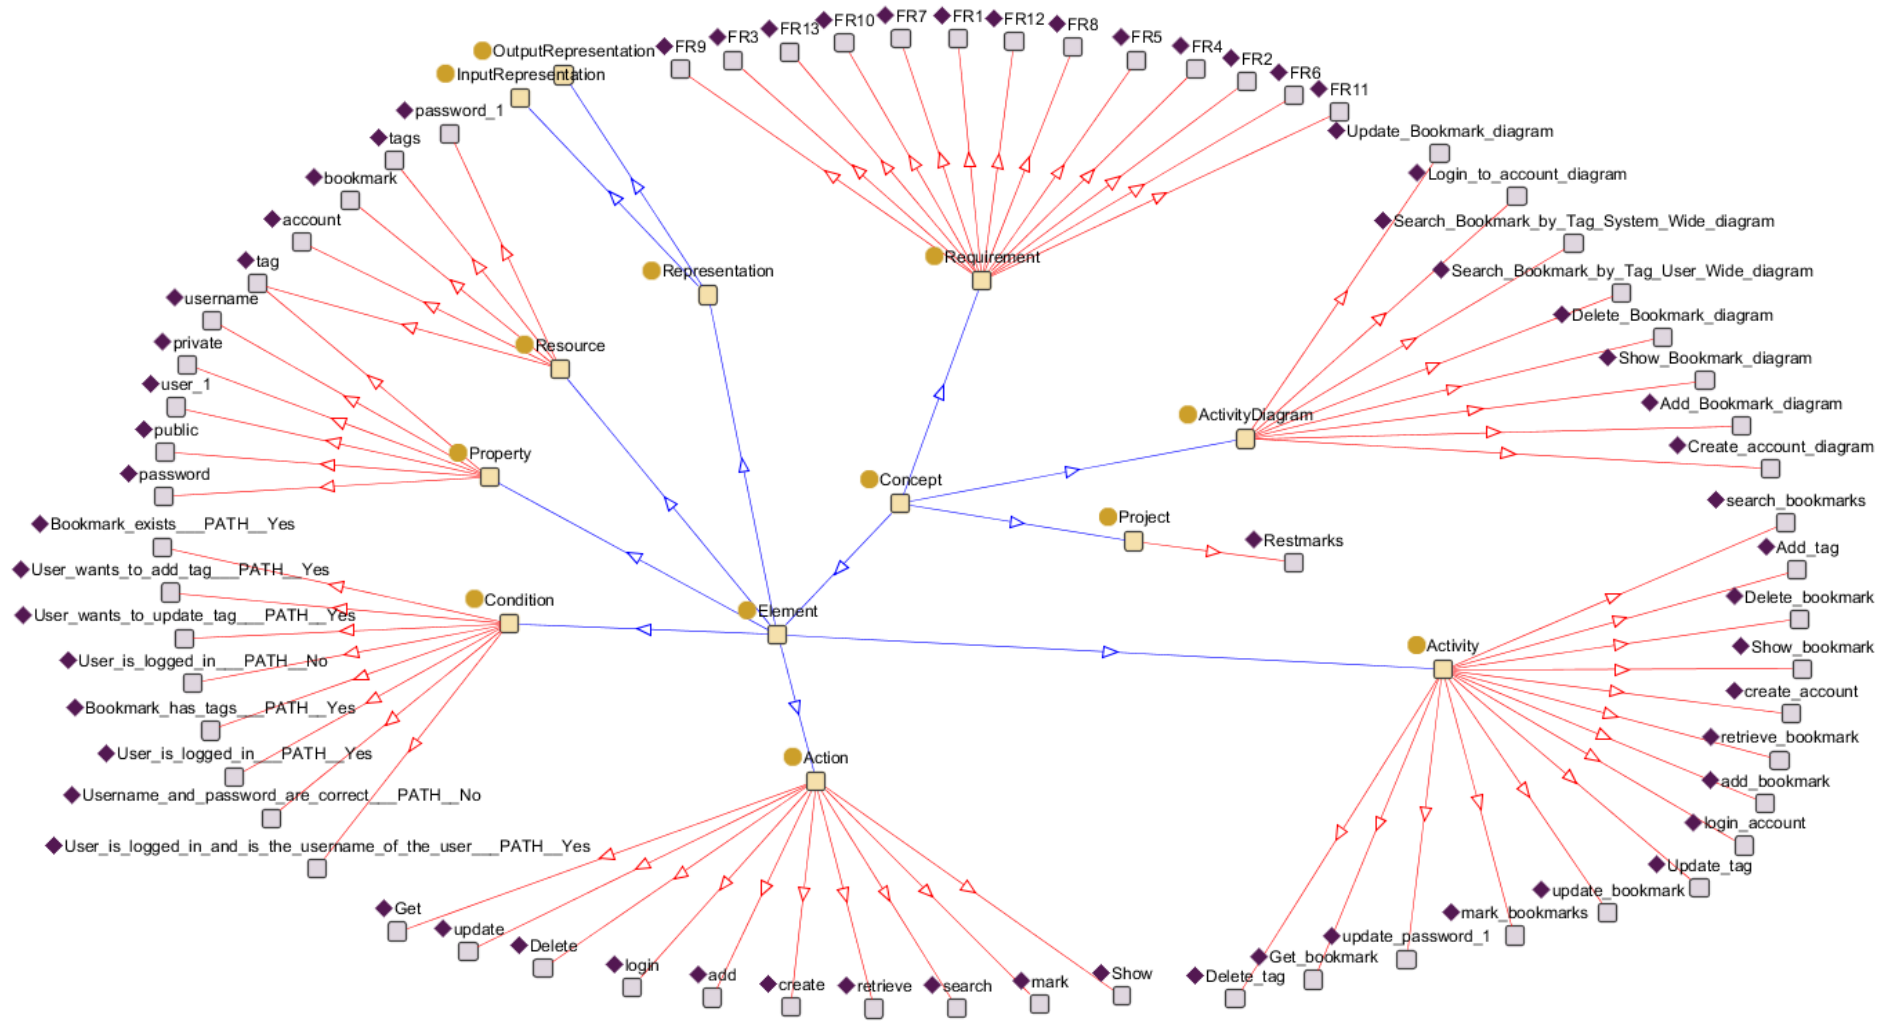 OutputRepresentation
InputRepresentation
FR9
FR3
FR13
FR10
FR7
FR1
FR12
FR8
FR5
FR4
FR2
FR6
FR11
password_1
tags
bookmark
account
tag
username
private
user_1
public
password
Representation
Resource
Property
Requirement
Update_Bookmark_diagram
Login_to_account_diagram
Search_Bookmark_by_Tag_System_Wide_diagram
Search_Bookmark_by_Tag_User_Wide_diagram
Delete_Bookmark_diagram
Show_Bookmark_diagram
Add_Bookmark_diagram
Create_account_diagram
ActivityDiagram
Concept
Project
Restmarks
Element
Condition
Bookmark_exists___PATH__Yes
User_wants_to_add_tag___PATH__Yes
User_wants_to_update_tag___PATH__Yes
User_is_logged_in___PATH__No
Bookmark_has_tags___PATH__Yes
User_is_logged_in___PATH__Yes
Username_and_password_are_correct___PATH__No
User_is_logged_in_and_is_the_username_of_the_user___PATH__Yes
Action
Get
update
Delete
login
add
create
retrieve
search
mark
Show
Activity
search_bookmarks
Add_tag
Delete_bookmark
Show_bookmark
create_account
retrieve_bookmark
add_bookmark
login_account
Update_tag
update_bookmark
mark_bookmarks
update_password_1
Get_bookmark
Delete_tag